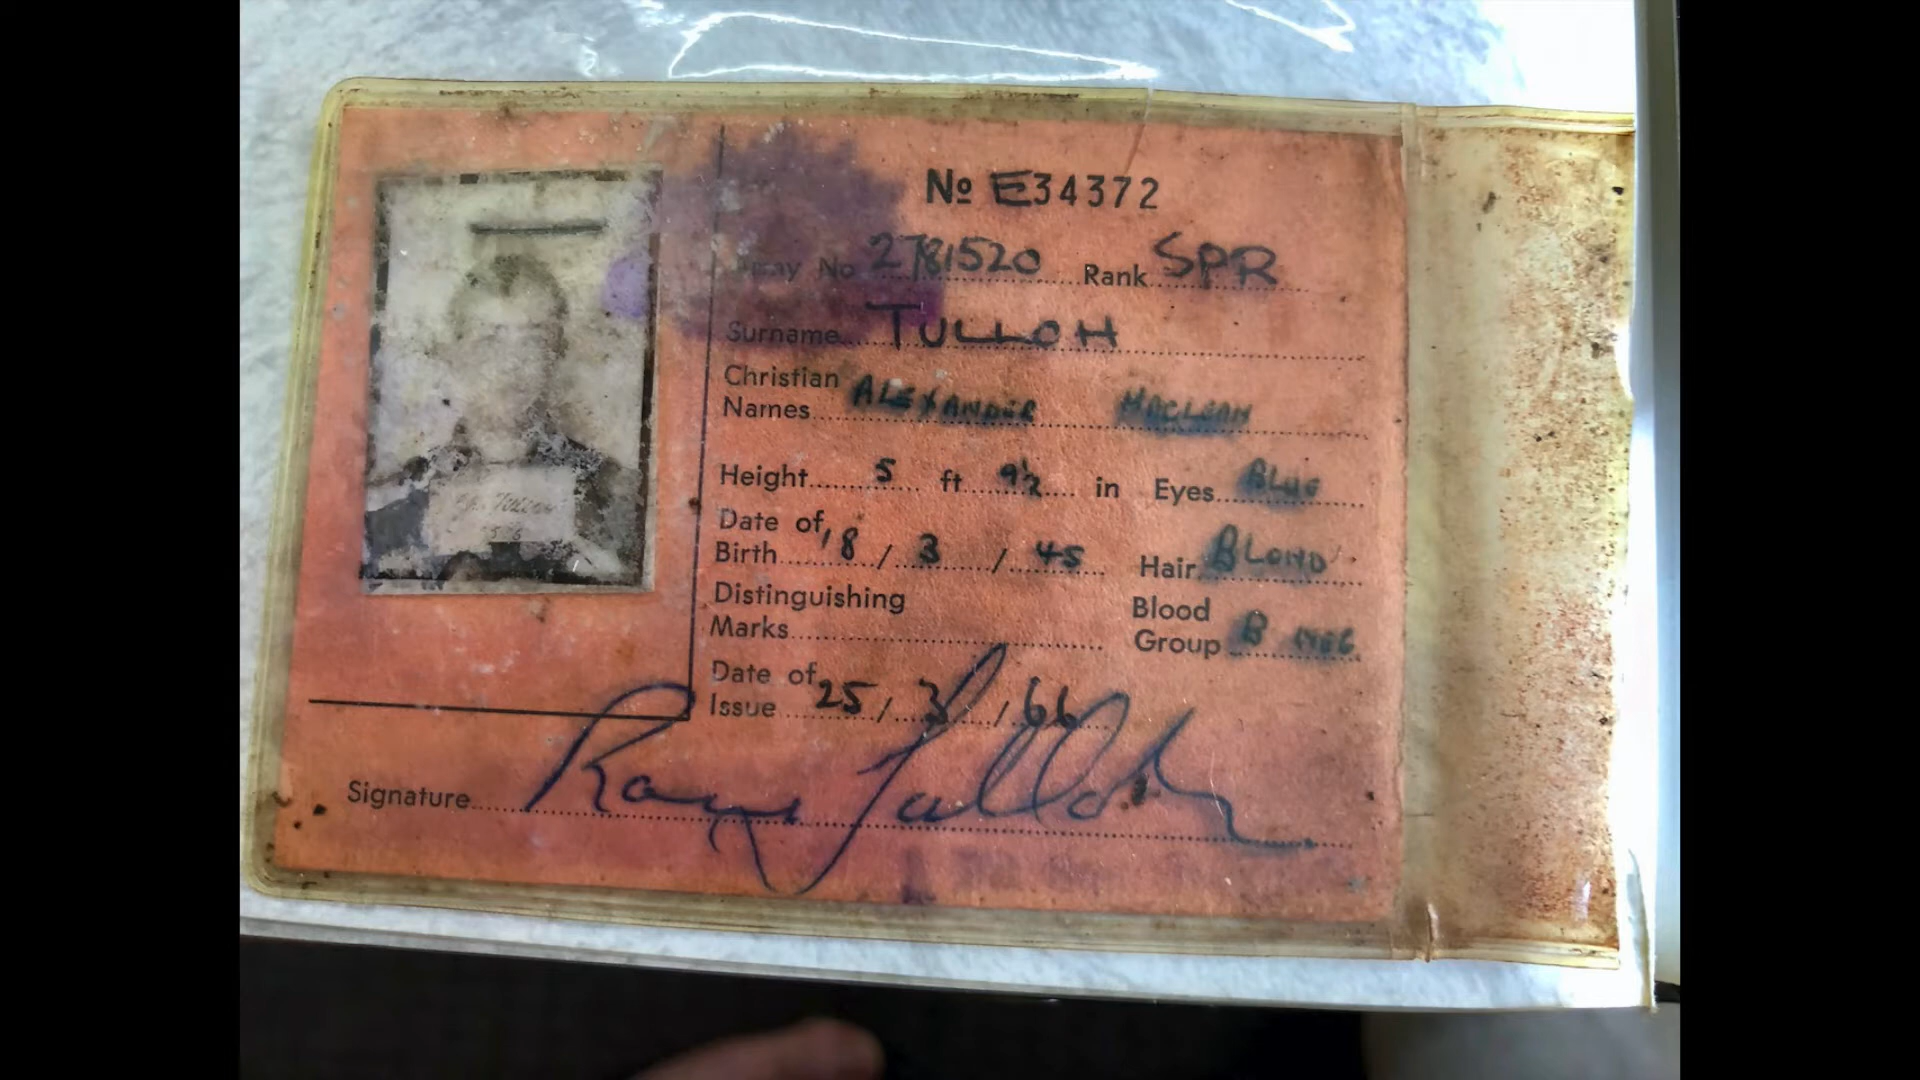 No E34372
Army No 2781520 Rank SPR
Surname TULLOH
Christian
Names ALEXANDER MACLEAN
Height 5 ft 9½ in Eyes BLUE
Date of
Birth 18 / 3 / 45 Hair BLOND
Distinguishing
Marks
Blood
Group B NEG
Date of
Issue 25 / 3 / 66
Signature Tulloh
TULLOH